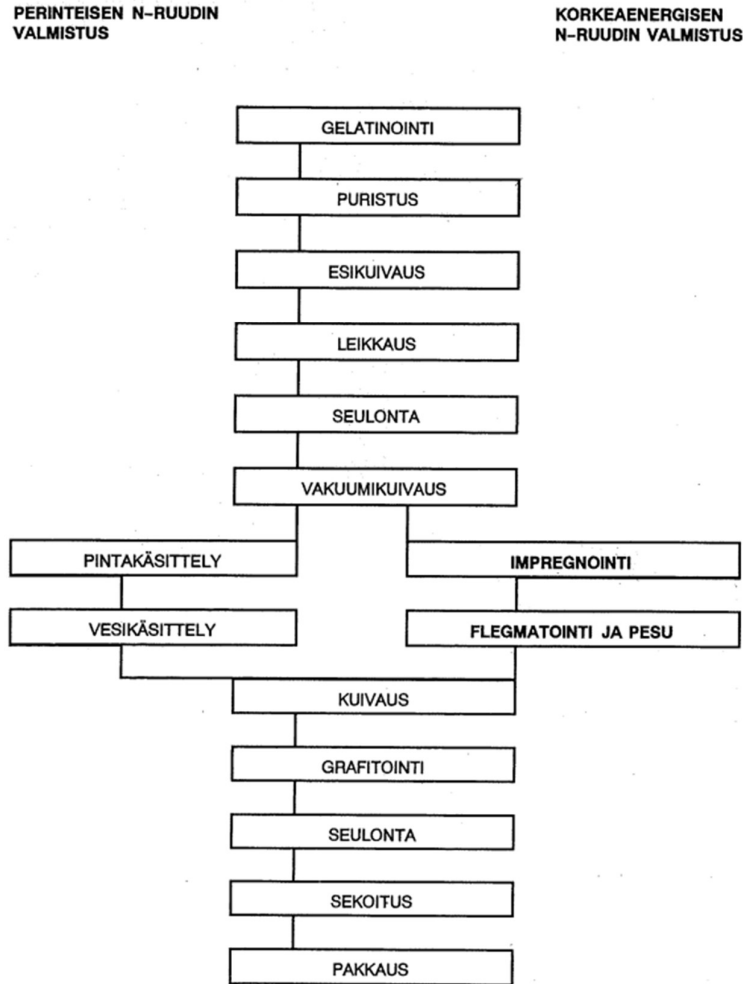 PERINTEISEN N-RUUDIN
VALMISTUS
KORKEAENERGISEN
N-RUUDIN VALMISTUS
GELATINOINTI
PURISTUS
ESIKUIVAUS
LEIKKAUS
SEULONTA
VAKUUMIKUIVAUS
PINTAKÄSITTELY
IMPREGNOINTI
VESIKÄSITTELY
FLEGMATOINTI JA PESU
KUIVAUS
GRAFITOINTI
SEULONTA
SEKOITUS
PAKKAUS